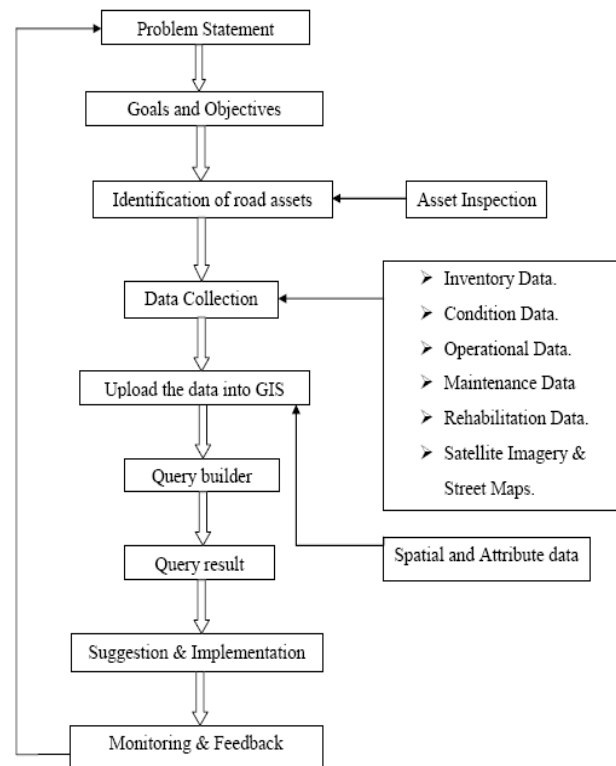 Problem Statement
Goals and Objectives
Identification of road assets
Asset Inspection
Data Collection
➢ Inventory Data.
➢ Condition Data.
➢ Operational Data.
➢ Maintenance Data
➢ Rehabilitation Data.
➢ Satellite Imagery &
Street Maps.
Upload the data into GIS
Query builder
Spatial and Attribute data
Query result
Suggestion & Implementation
Monitoring & Feedback